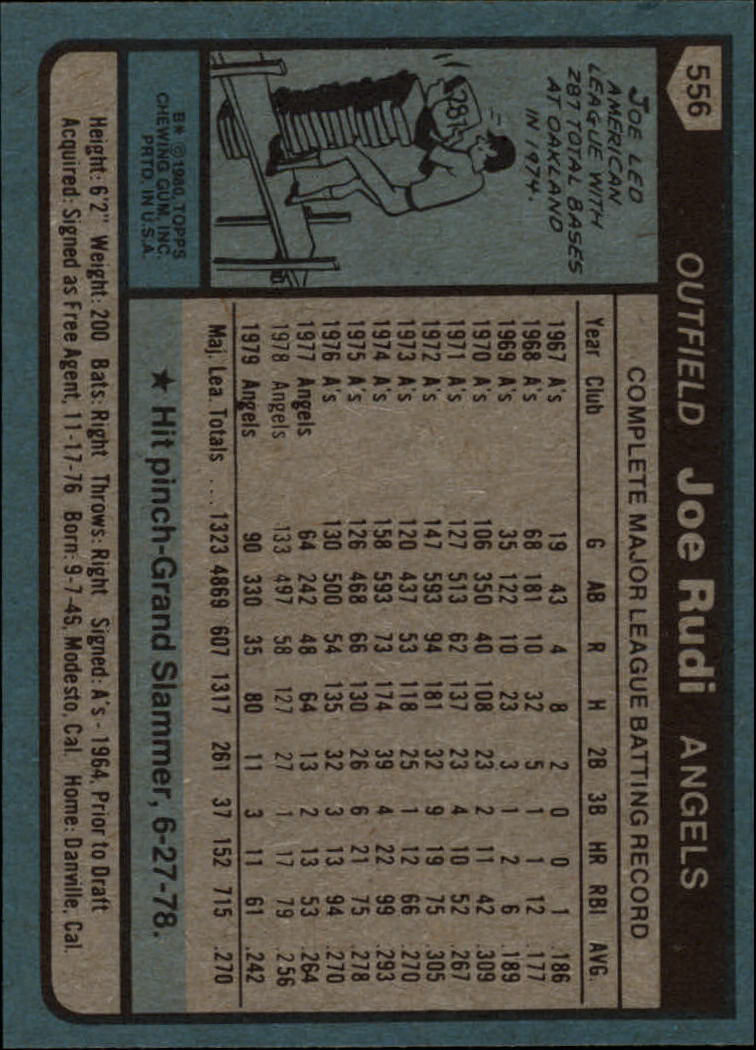 556
OUTFIELD Joe Rudi ANGELS
JOE LED
AMERICAN
LEAGUE WITH
287 TOTAL BASES
AT OAKLAND
IN 1974.
287
B* © 1980, TOPPS
CHEWING GUM, INC.
PRTD. IN U.S.A.
COMPLETE MAJOR LEAGUE BATTING RECORD
Year Club G AB R H 2B 3B HR RBI AVG.
1967 A's 19 43 4 8 2 0 0 1 .186
1968 A's 68 181 10 32 5 1 1 12 .177
1969 A's 35 122 10 23 3 1 2 6 .189
1970 A's 106 350 40 108 23 2 11 42 .309
1971 A's 127 513 62 137 23 4 10 52 .267
1972 A's 147 593 94 181 32 9 19 75 .305
1973 A's 120 437 53 118 25 1 12 66 .270
1974 A's 158 593 73 174 39 4 22 99 .293
1975 A's 126 468 66 130 26 6 21 75 .278
1976 A's 130 500 54 135 32 3 13 94 .270
1977 Angels 64 242 48 64 13 2 13 53 .264
1978 Angels 133 497 58 127 27 1 17 79 .256
1979 Angels 90 330 35 80 11 3 11 61 .242
Maj. Lea. Totals ... 1323 4869 607 1317 261 37 152 715 .270
★ Hit pinch-Grand Slammer, 6-27-78.
Height: 6'2" Weight: 200 Bats: Right Throws: Right Signed: A's - 1964, Prior to Draft
Acquired: Signed as Free Agent, 11-17-76 Born: 9-7-46, Modesto, Cal. Home: Danville, Cal.